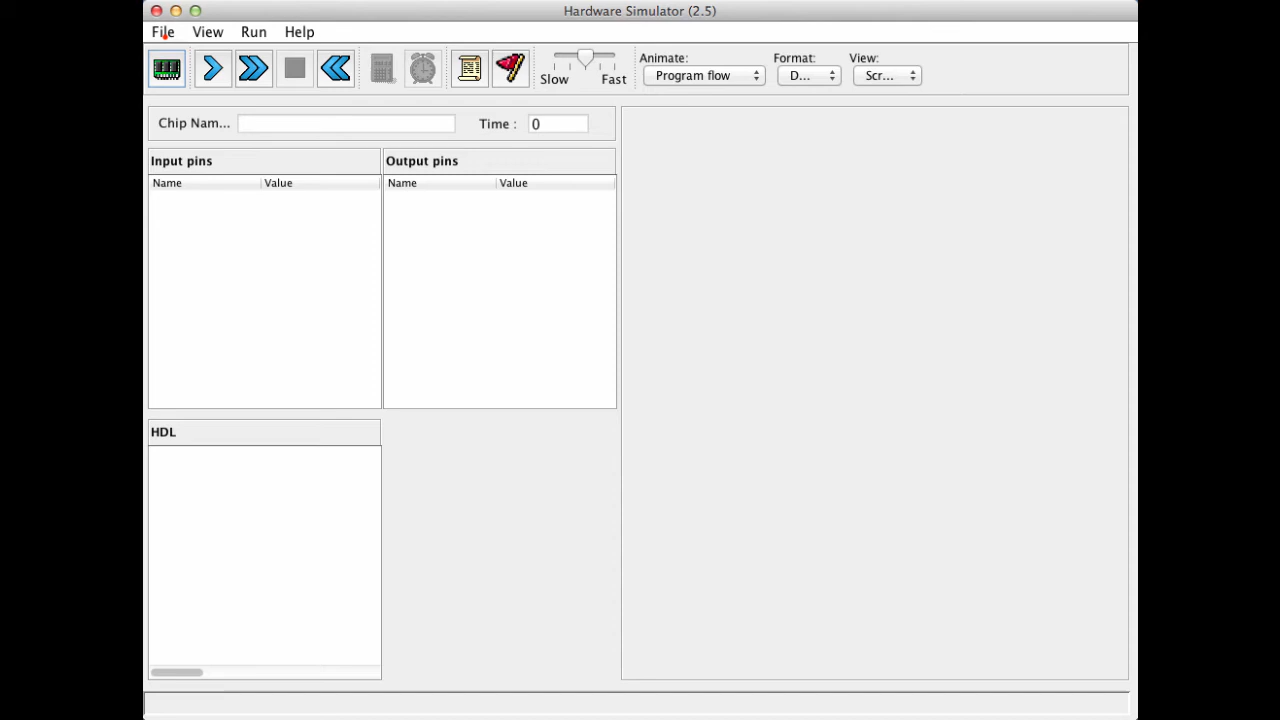 Hardware Simulator (2.5)
File View Run Help
Slow Fast
Animate: Format: View:
Program flow D... Scr...
Chip Nam... Time : 0
Input pins Output pins
Name Value Name Value
HDL